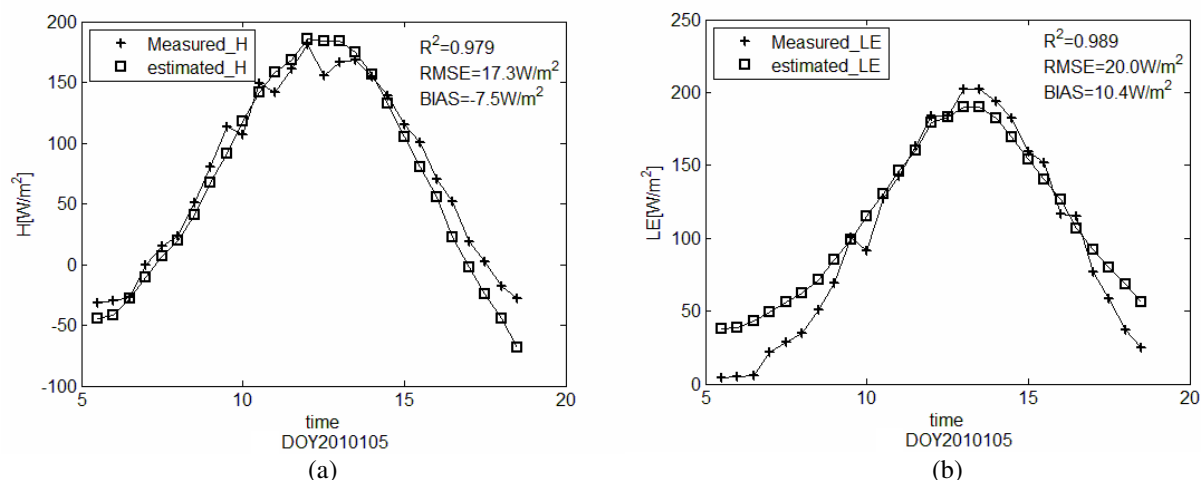 Measured_H
estimated_H
R²=0.979
RMSE=17.3W/m²
BIAS=-7.5W/m²
H[W/m²]
200
150
100
50
0
-50
-100
5
10
15
20
time
DOY2010105
(a)
Measured_LE
estimated_LE
R²=0.989
RMSE=20.0W/m²
BIAS=10.4W/m²
LE[W/m²]
250
200
150
100
50
0
5
10
15
20
time
DOY2010105
(b)